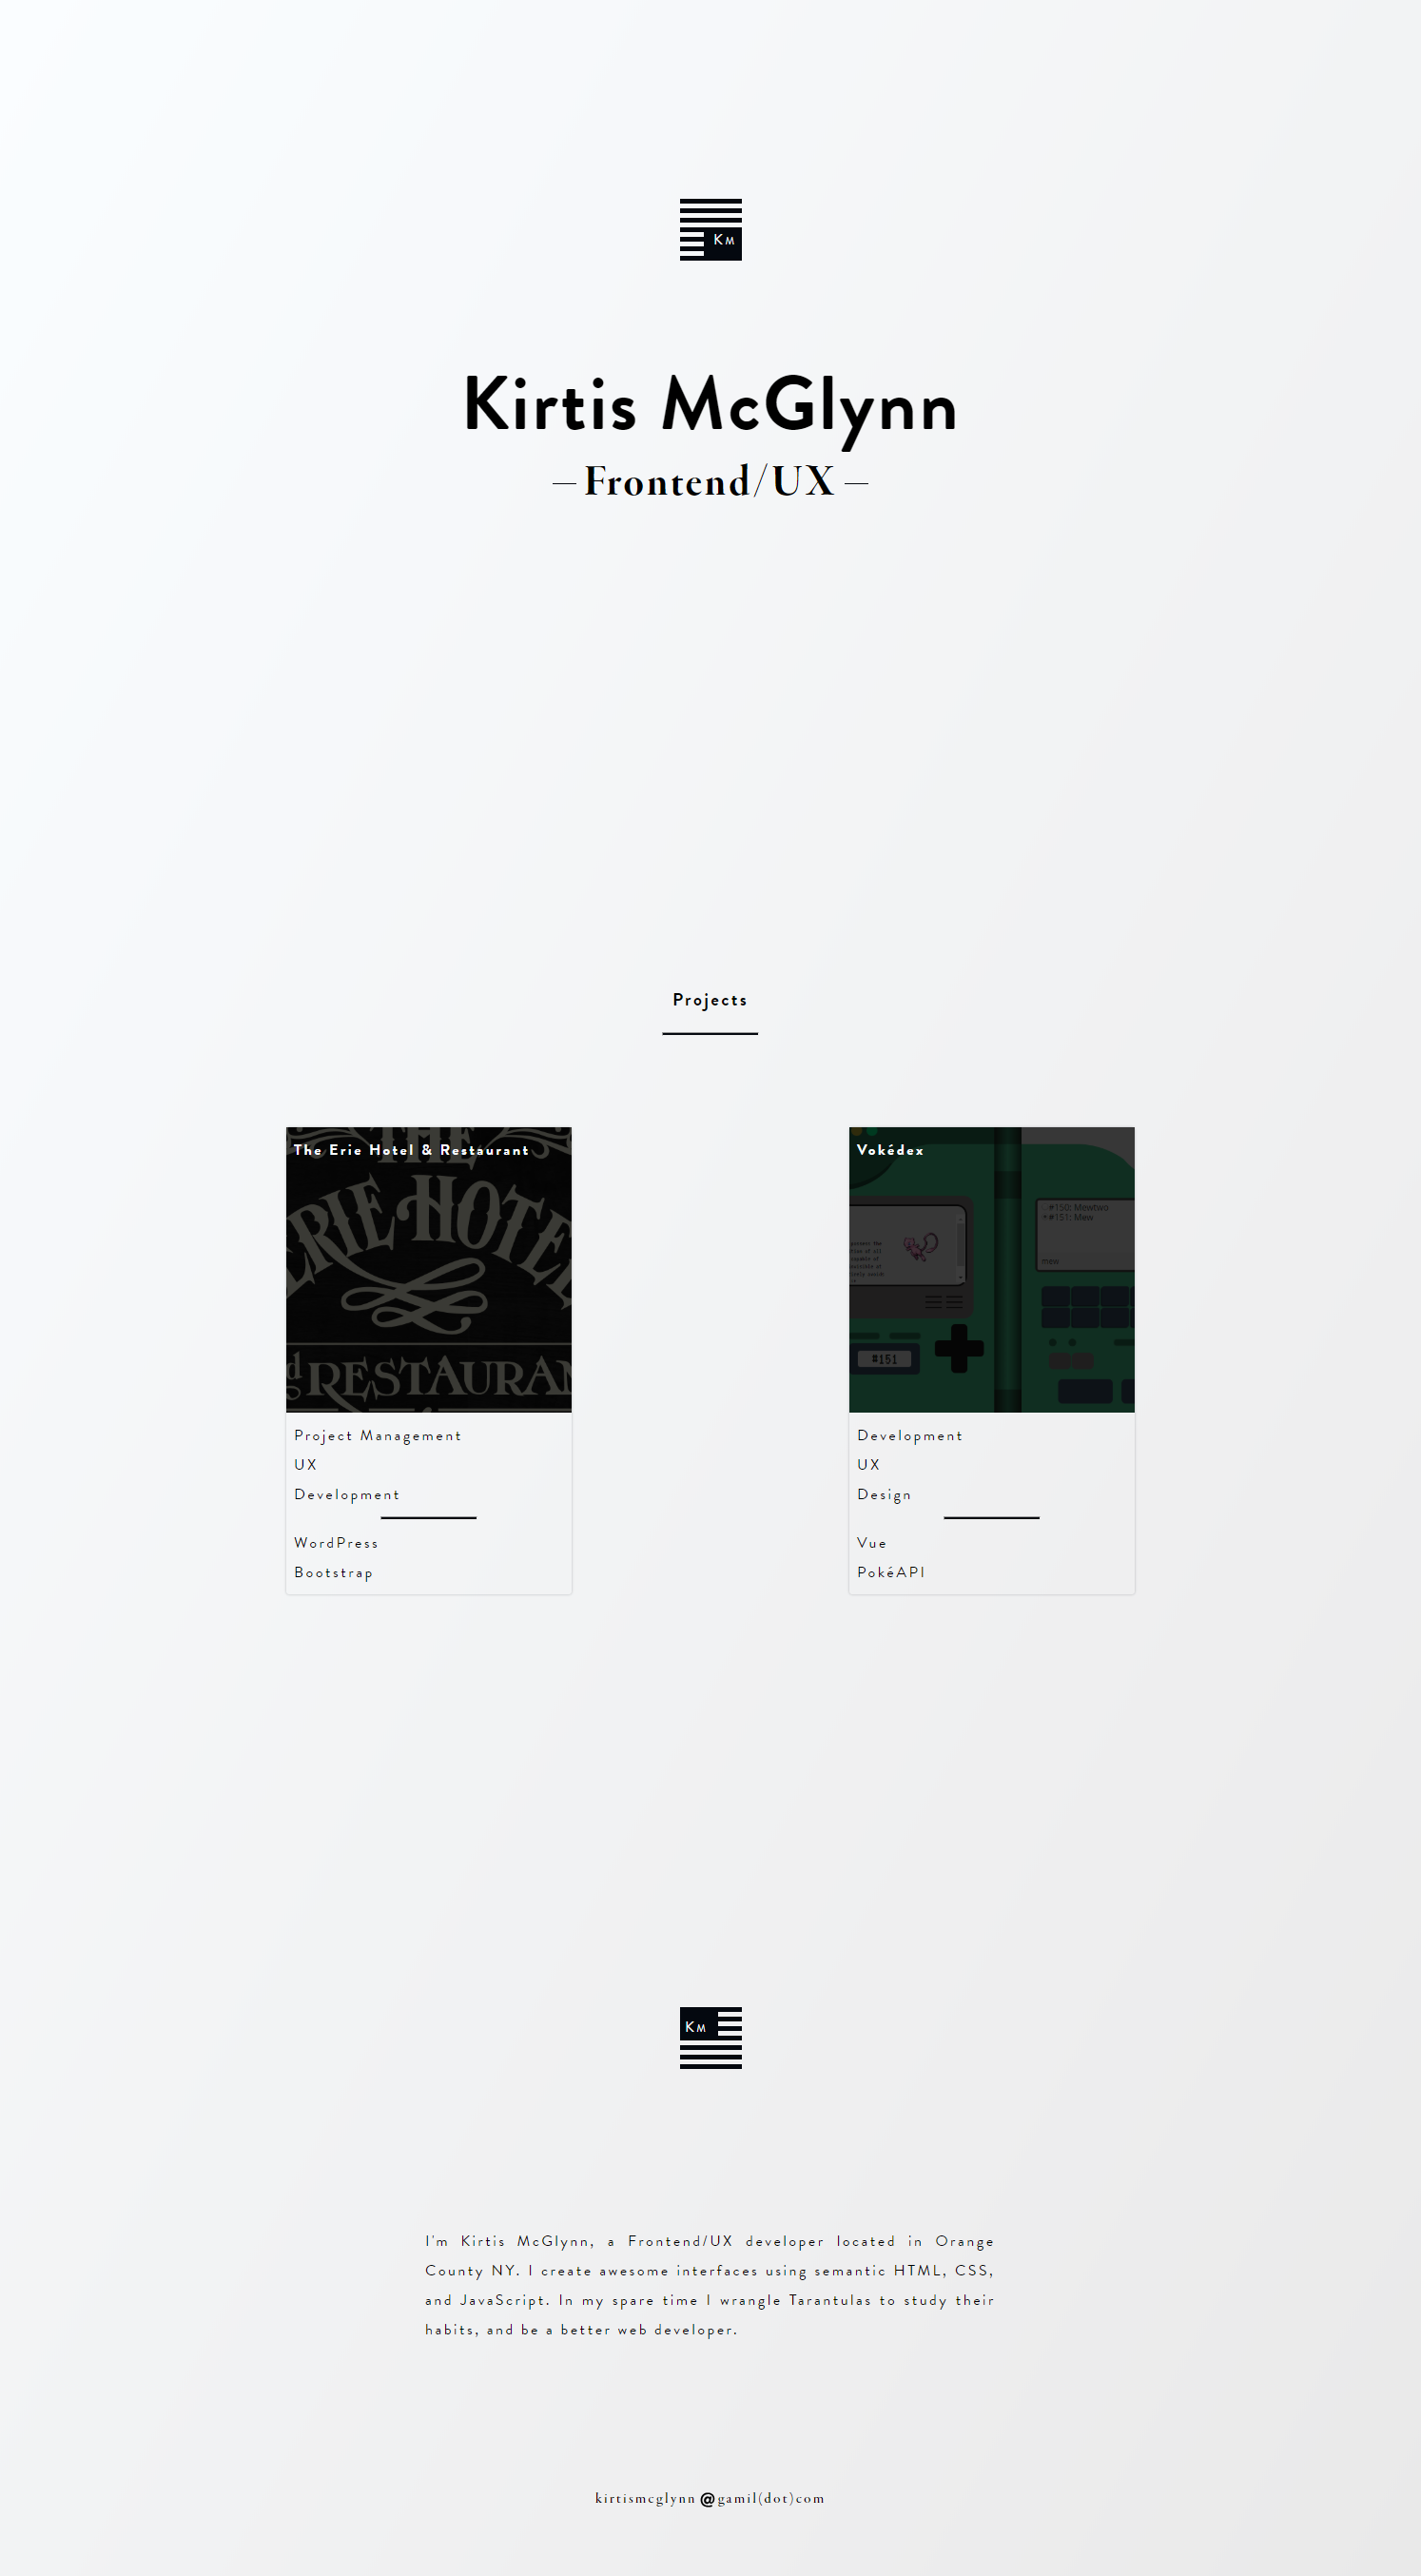 KM
Kirtis McGlynn
– Frontend/UX –
Projects
The Erie Hotel & Restaurant
THE
ERIE HOTEL
RESTAURAN
Project Management
UX
Development
WordPress
Bootstrap
Vokédex
#150: Mewtwo
#151: Mew
mew
#151
Development
UX
Design
Vue
PokéAPI
KM
I'm Kirtis McGlynn, a Frontend/UX developer located in Orange
County NY. I create awesome interfaces using semantic HTML, CSS,
and JavaScript. In my spare time I wrangle Tarantulas to study their
habits, and be a better web developer.
kirtismcglynn @ gamil(dot)com